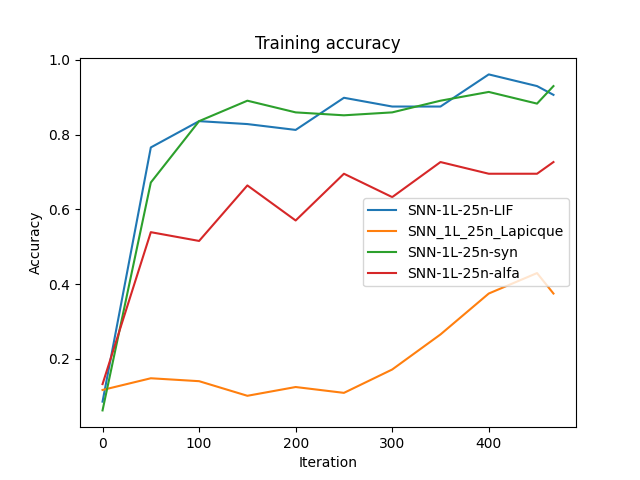 Training accuracy
Accuracy
1.0
0.8
0.6
0.4
0.2
SNN-1L-25n-LIF
SNN_1L_25n_Lapicque
SNN-1L-25n-syn
SNN-1L-25n-alfa
0 100 200 300 400
Iteration